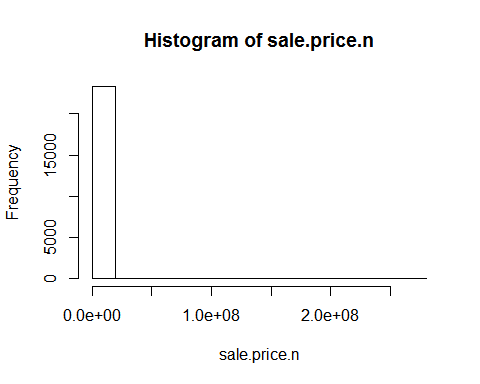 Histogram of sale.price.n
Frequency
15000
5000
0
0.0e+00 1.0e+08 2.0e+08
sale.price.n